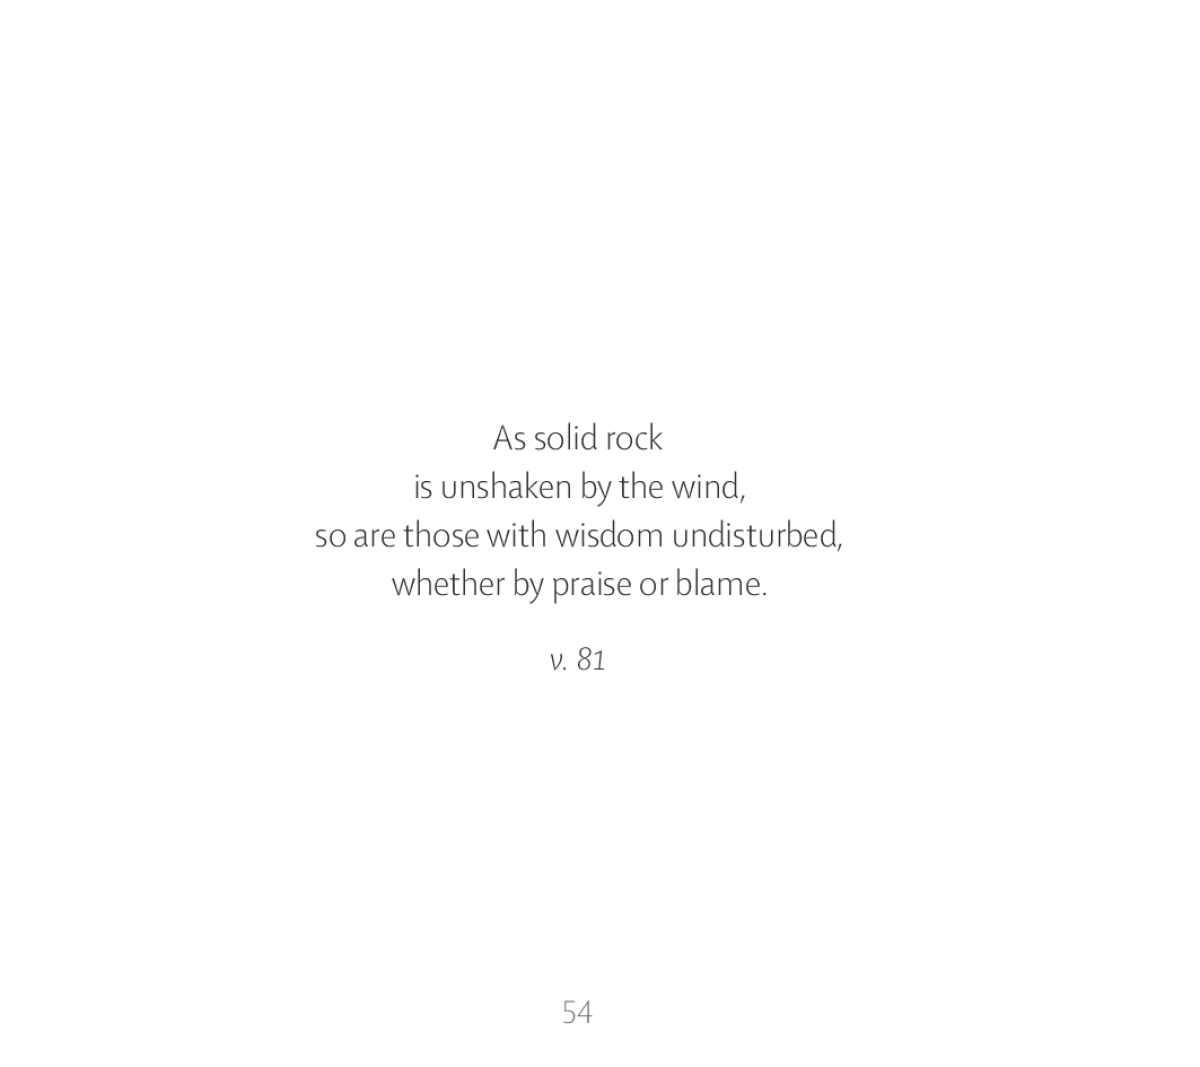 As solid rock
is unshaken by the wind,
so are those with wisdom undisturbed,
whether by praise or blame.
v. 81
54